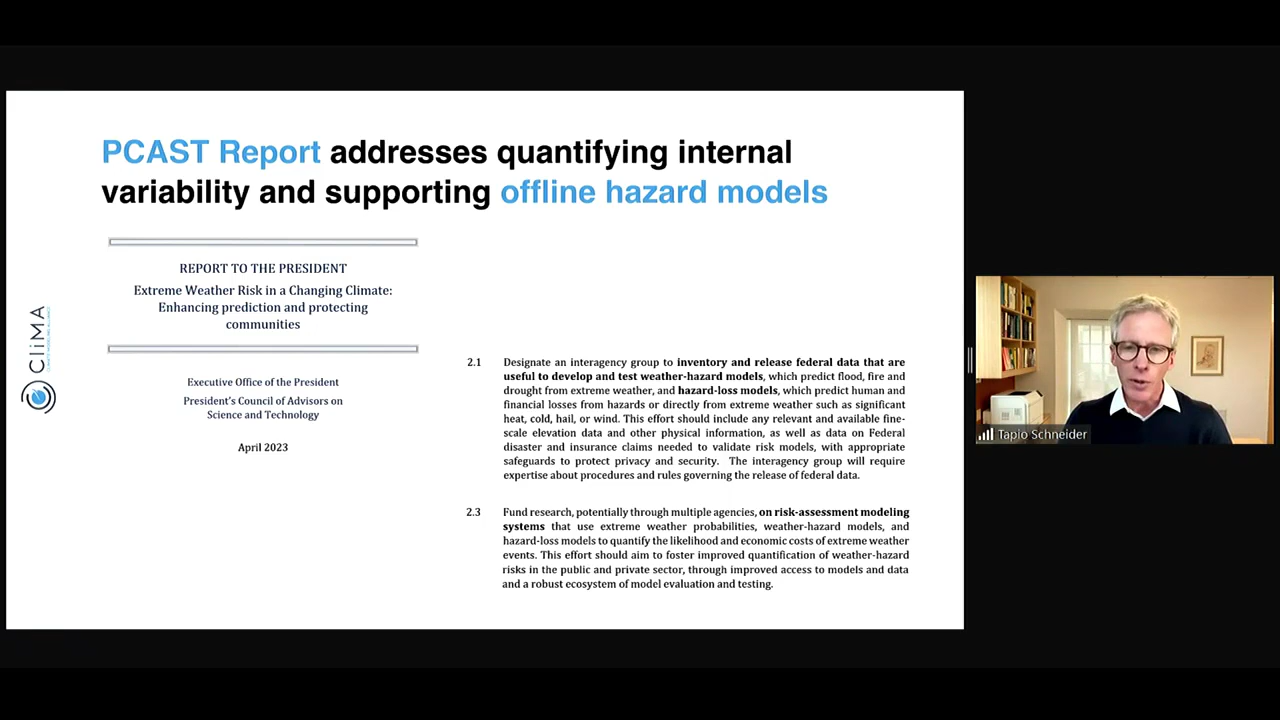 PCAST Report addresses quantifying internal
variability and supporting offline hazard models
REPORT TO THE PRESIDENT
Extreme Weather Risk in a Changing Climate:
Enhancing prediction and protecting
communities
Executive Office of the President
President's Council of Advisors on
Science and Technology
April 2023
CliMA
2.1 Designate an interagency group to inventory and release federal data that are
useful to develop and test weather-hazard models, which predict flood, fire and
drought from extreme weather, and hazard-loss models, which predict human and
financial losses from hazards or directly from extreme weather such as significant
heat, cold, hail, or wind. This effort should include any relevant and available fine-
scale elevation data and other physical information, as well as data on Federal
disaster and insurance claims needed to validate risk models, with appropriate
safeguards to protect privacy and security. The interagency group will require
expertise about procedures and rules governing the release of federal data.
2.3 Fund research, potentially through multiple agencies, on risk-assessment modeling
systems that use extreme weather probabilities, weather-hazard models, and
hazard-loss models to quantify the likelihood and economic costs of extreme weather
events. This effort should aim to foster improved quantification of weather-hazard
risks in the public and private sector, through improved access to models and data
and a robust ecosystem of model evaluation and testing.
Tapio Schneider